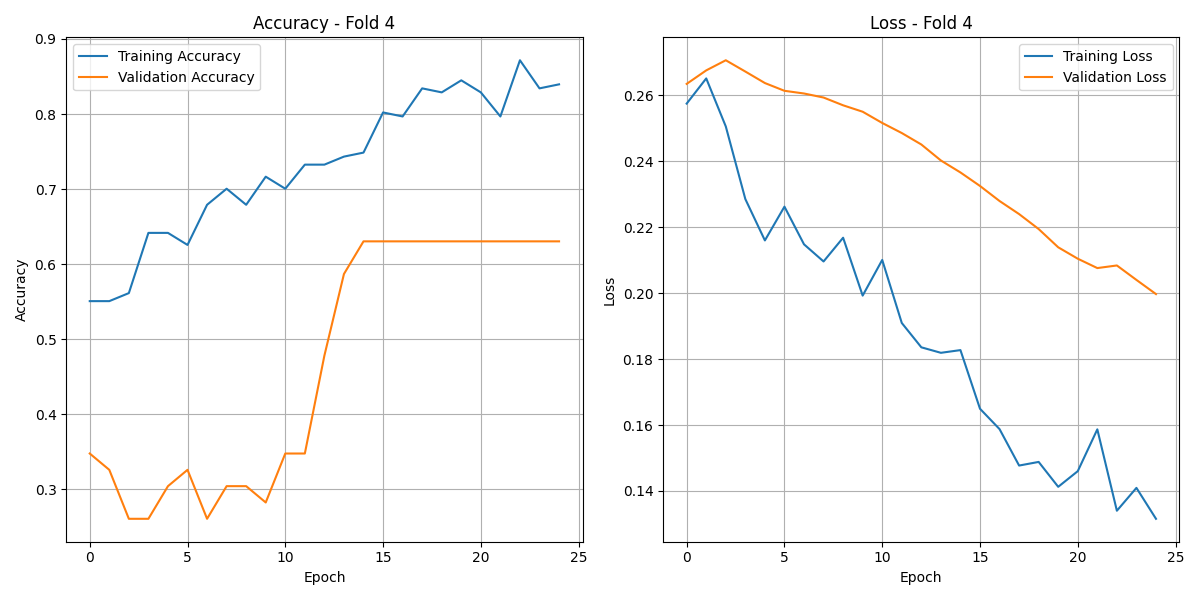 Accuracy - Fold 4
Training Accuracy
Validation Accuracy
0.9
0.8
0.7
0.6
0.5
0.4
0.3
Accuracy
0 5 10 15 20 25
Epoch
Loss - Fold 4
Training Loss
Validation Loss
0.26
0.24
0.22
0.20
0.18
0.16
0.14
Loss
0 5 10 15 20 25
Epoch